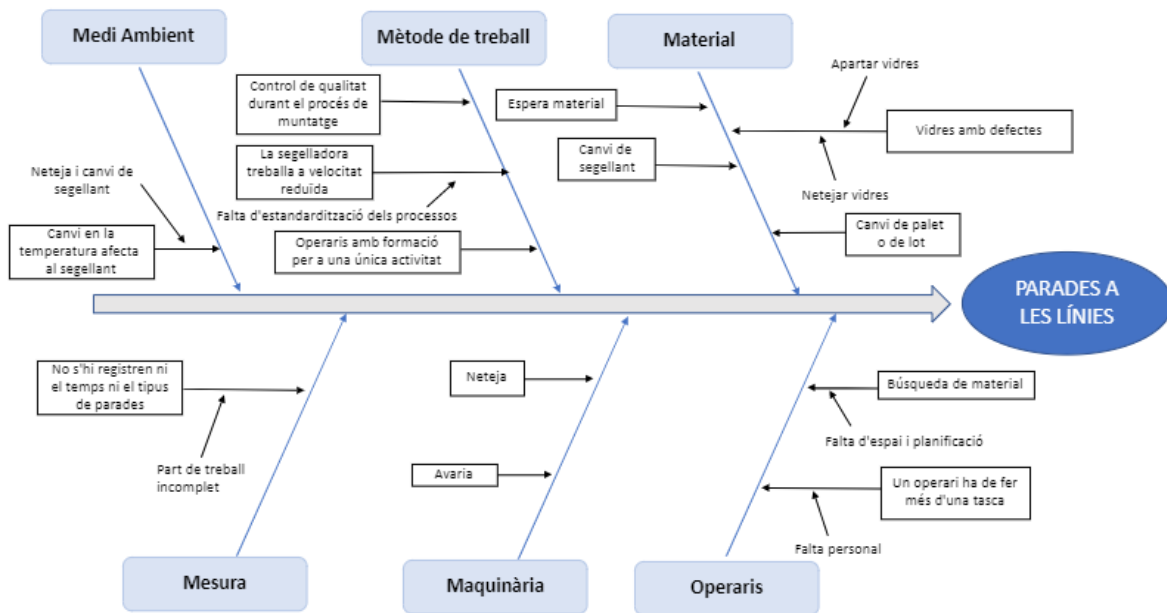 Medi Ambient
Mètode de treball
Material
Control de qualitat
durant el procés de
muntatge
La segelladora
treballa a velocitat
reduïda
Falta d'estandardització dels processos
Operaris amb formació
per a una única activitat
Neteja i canvi de
segellant
Canvi en la
temperatura afecta
al segellant
Espera material
Canvi de
segellant
Apartar vidres
Vidres amb defectes
Netejar vidres
Canvi de palet
o de lot
PARADES A
LES LÍNIES
No s'hi registren ni
el temps ni el tipus
de parades
Part de treball
incomplet
Neteja
Avaria
Búsqueda de material
Falta d'espai i planificació
Un operari ha de fer
més d'una tasca
Falta personal
Mesura
Maquinària
Operaris